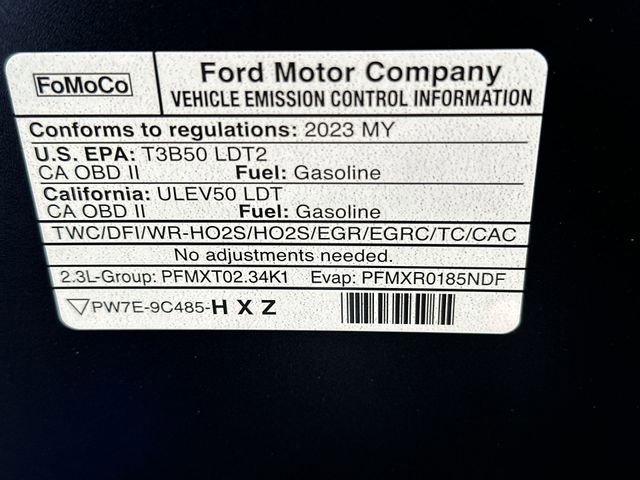 FoMoCo
Ford Motor Company
VEHICLE EMISSION CONTROL INFORMATION
Conforms to regulations: 2023 MY
U.S. EPA: T3B50 LDT2
CA OBD II Fuel: Gasoline
California: ULEV50 LDT
CA OBD II Fuel: Gasoline
TWC/DFI/WR-HO2S/HO2S/EGR/EGRC/TC/CAC
No adjustments needed.
2.3L-Group: PFMXT02.34K1 Evap: PFMXR0185NDF
PW7E-9C485-H X Z